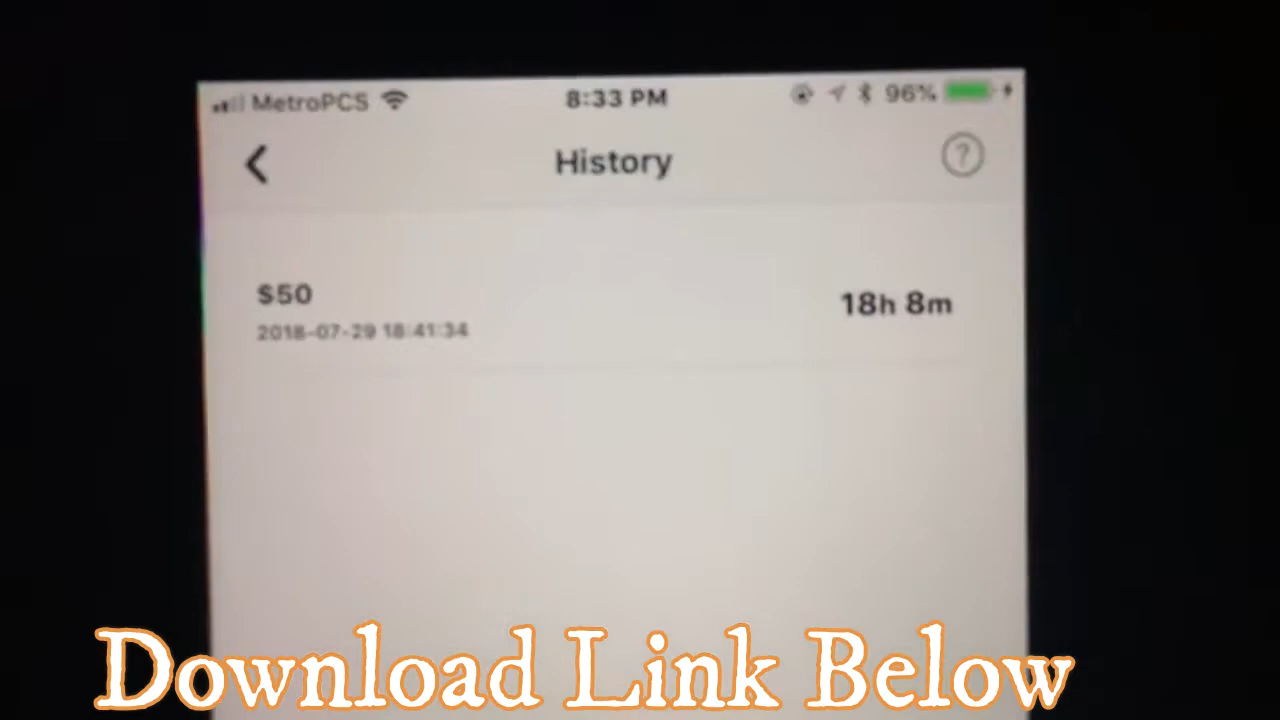 MetroPCS 8:33 PM 96%
History ?
$50
18h 8m
2018-07-29 18:41:34
Download Link Below